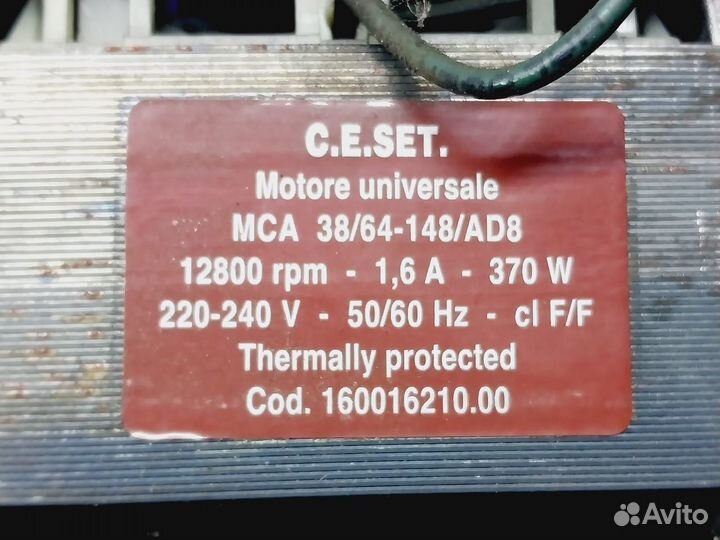 C.E.SET.
Motore universale
MCA 38/64-148/AD8
12800 rpm - 1,6 A - 370 W
220-240 V - 50/60 Hz - cl F/F
Thermally protected
Cod. 160016210.00
Avito